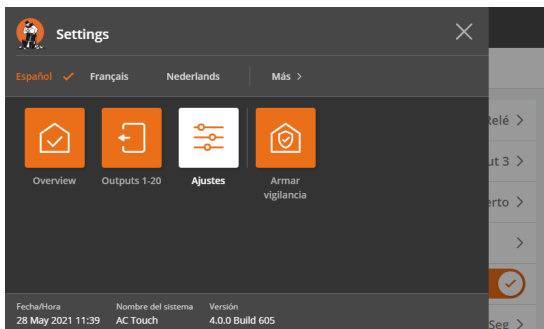 Settings
Español Français Nederlands Más >
Overview Outputs 1-20 Ajustes Armar
vigilancia
Fecha/Hora Nombre del sistema Versión
28 May 2021 11:39 AC Touch 4.0.0 Build 605
Relé >
ut 3 >
erto >
>
Seg >